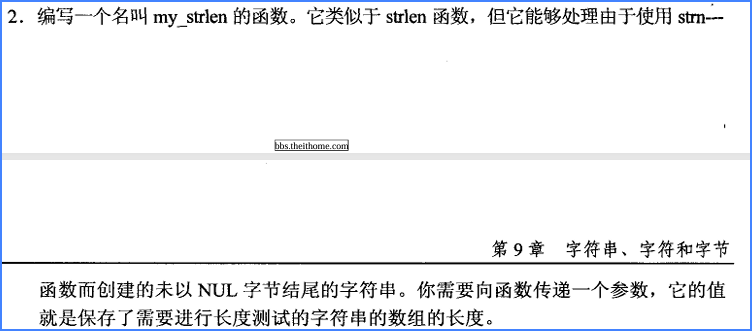 2．编写一个名叫 my_strlen 的函数。它类似于 strlen 函数，但它能够处理由于使用 strn---
bbs.theithome.com
第 9 章 字符串、字符和字节
函数而创建的未以 NUL 字节结尾的字符串。你需要向函数传递一个参数，它的值
就是保存了需要进行长度测试的字符串的数组的长度。